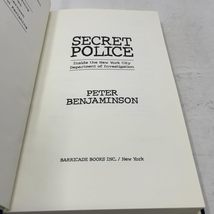 SECRET
POLICE
Inside the New York City
Department of Investigation
PETER
BENJAMINSON
BARRICADE BOOKS INC. / New York